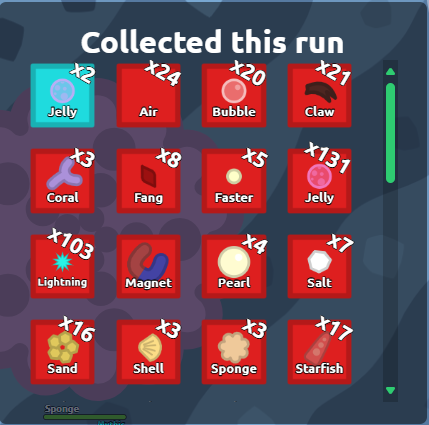 Collected this run
x2 x24 x20 x21
Jelly Air Bubble Claw
x3 x8 x5 x131
Coral Fang Faster Jelly
x103 x4 x7
Lightning Magnet Pearl Salt
x16 x3 x3 x17
Sand Shell Sponge Starfish
Sponge